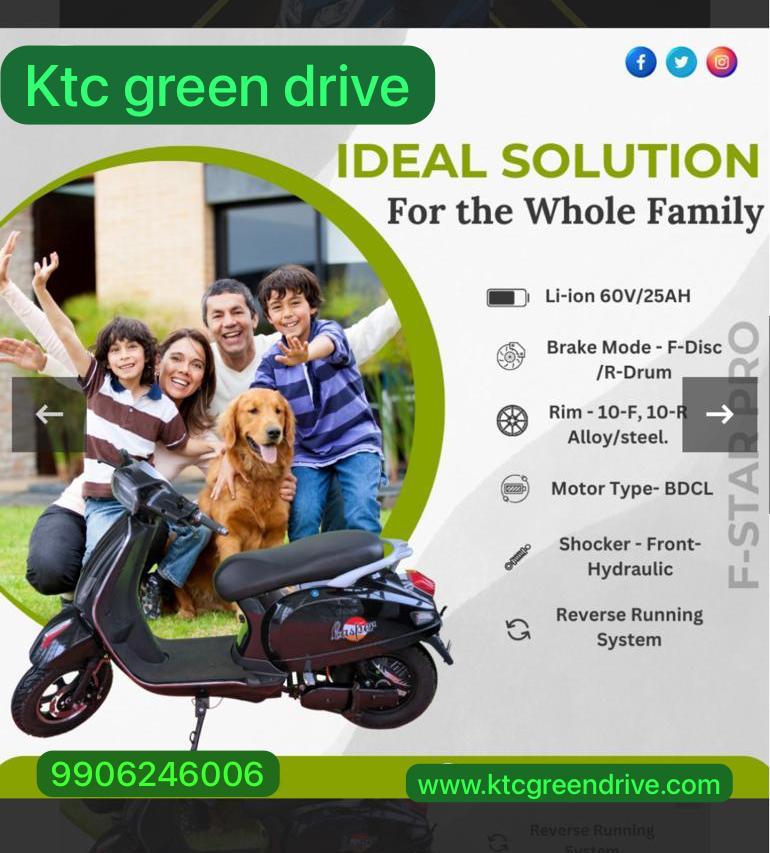 Ktc green drive
IDEAL SOLUTION
For the Whole Family
Li-ion 60V/25AH
Brake Mode - F-Disc
/R-Drum
Rim - 10-F, 10-R
Alloy/steel.
Motor Type- BDCL
Shocker - Front-
Hydraulic
Reverse Running
System
F-STAR PRO
9906246006
www.ktcgreendrive.com
Reverse Running
System